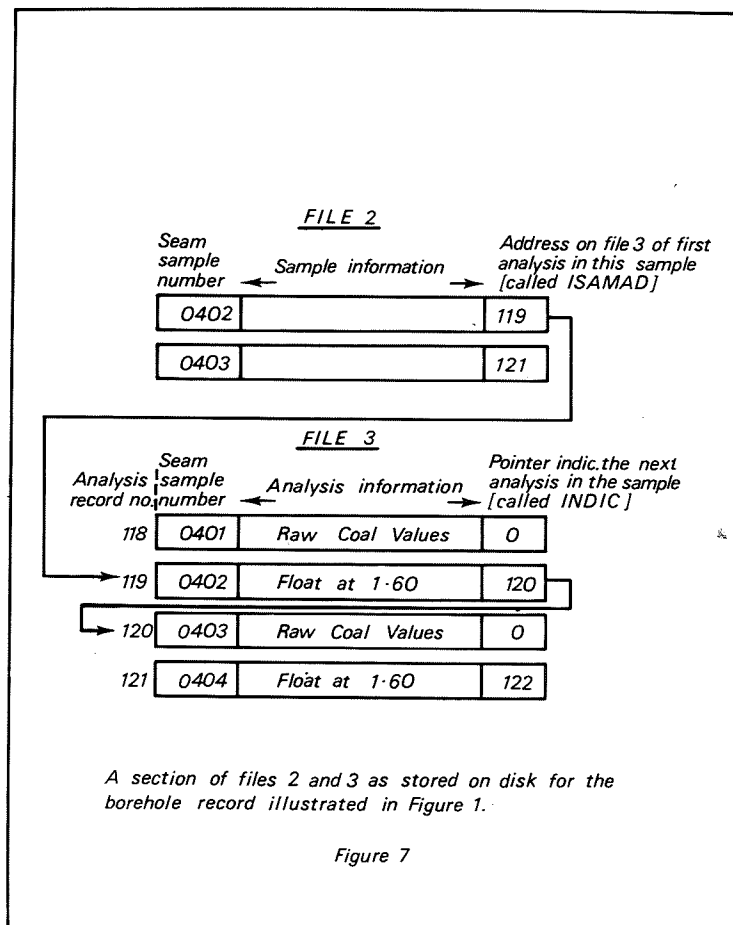 FILE 2
Seam
sample
number
Sample information
Address on file 3 of first
analysis in this sample
[called ISAMAD]
0402 119
0403 121
FILE 3
Analysis
record no.
Seam
sample
number
Analysis information
Pointer indic. the next
analysis in the sample
[called INDIC]
118 0401 Raw Coal Values 0
119 0402 Float at 1·60 120
120 0403 Raw Coal Values 0
121 0404 Float at 1·60 122
A section of files 2 and 3 as stored on disk for the
borehole record illustrated in Figure 1.
Figure 7